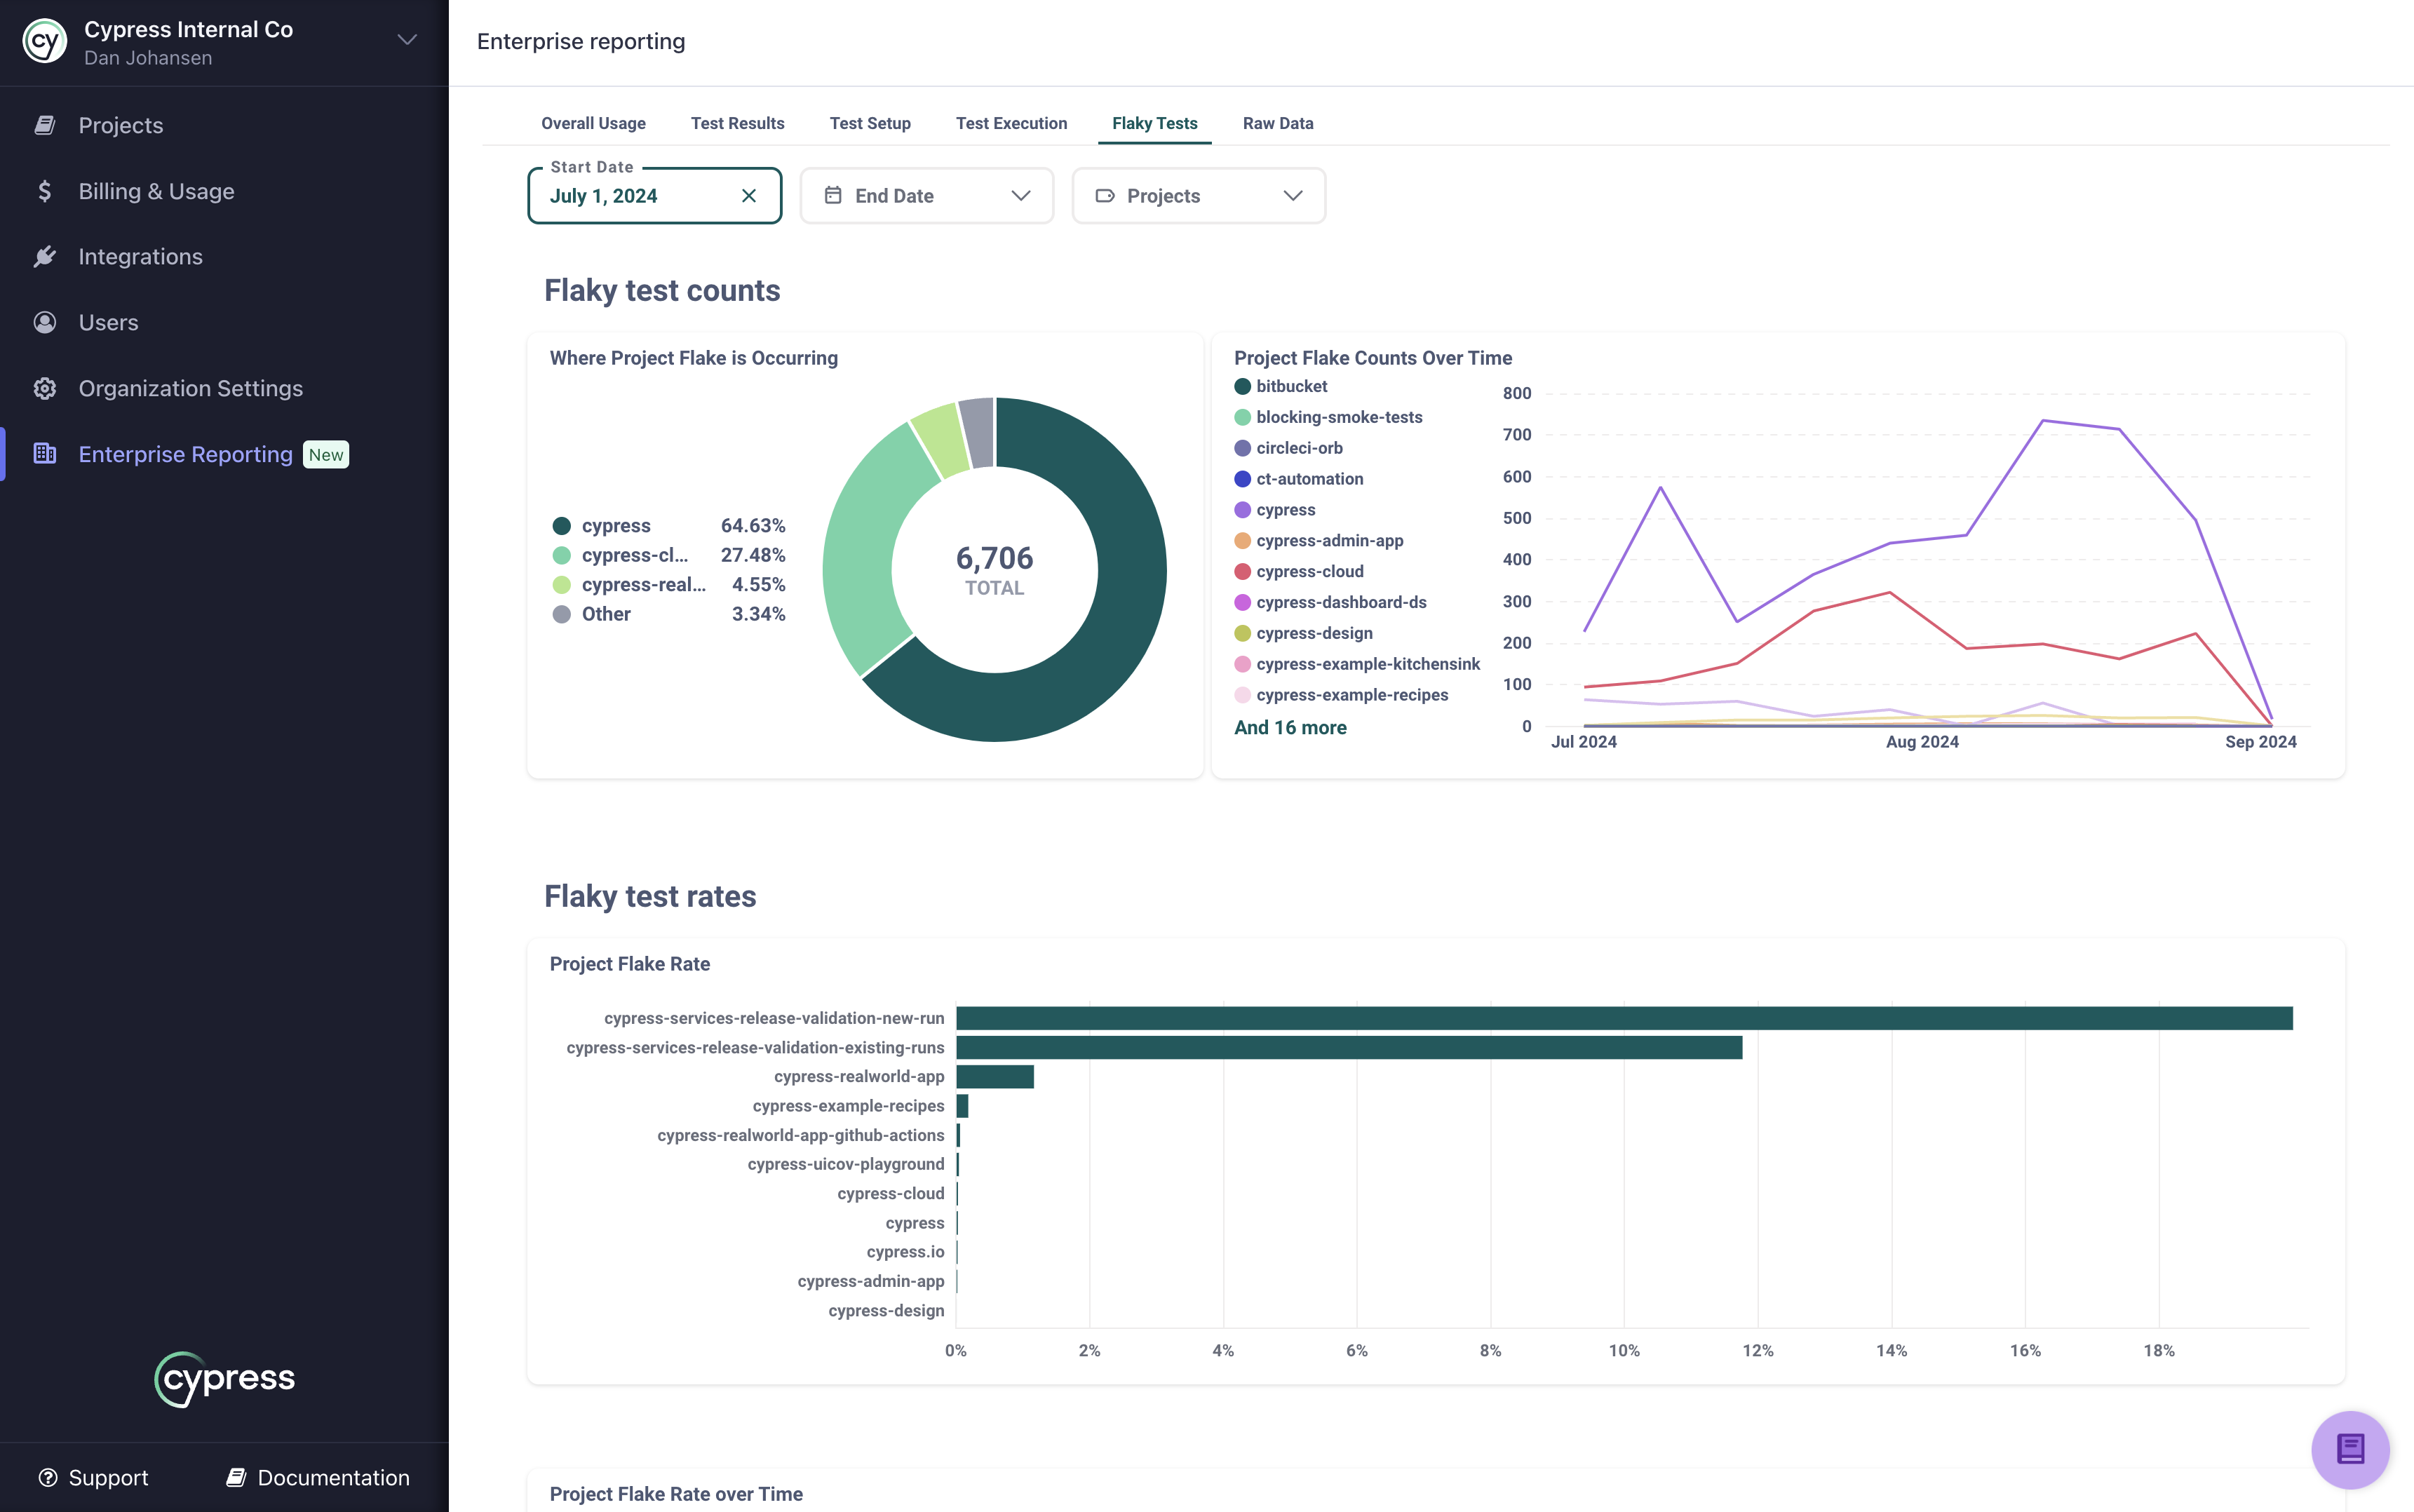 cy
Cypress Internal Co
Dan Johansen
Projects
Billing & Usage
Integrations
Users
Organization Settings
Enterprise Reporting New
cypress
Support
Documentation
Enterprise reporting
Overall Usage
Test Results
Test Setup
Test Execution
Flaky Tests
Raw Data
Start Date
July 1, 2024
End Date
Projects
Flaky test counts
Where Project Flake is Occurring
cypress 64.63%
cypress-cl... 27.48%
cypress-real... 4.55%
Other 3.34%
6,706
TOTAL
Project Flake Counts Over Time
bitbucket
blocking-smoke-tests
circleci-orb
ct-automation
cypress
cypress-admin-app
cypress-cloud
cypress-dashboard-ds
cypress-design
cypress-example-kitchensink
cypress-example-recipes
And 16 more
800
700
600
500
400
300
200
100
0
Jul 2024
Aug 2024
Sep 2024
Flaky test rates
Project Flake Rate
cypress-services-release-validation-new-run
cypress-services-release-validation-existing-runs
cypress-realworld-app
cypress-example-recipes
cypress-realworld-app-github-actions
cypress-uicov-playground
cypress-cloud
cypress
cypress.io
cypress-admin-app
cypress-design
0%
2%
4%
6%
8%
10%
12%
14%
16%
18%
Project Flake Rate over Time